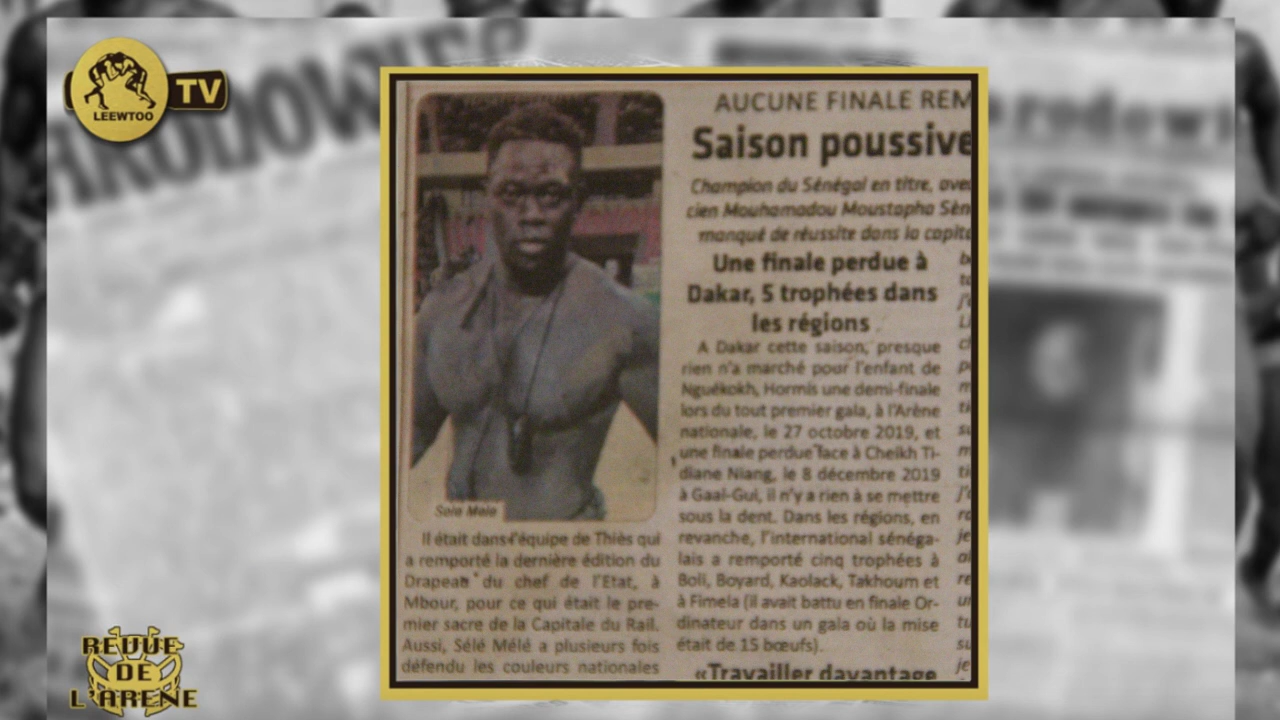 LEEWTOO
TV
AUCUNE FINALE REM
Saison poussive
Champion du Sénégal en titre, ave
cien Mouhamadou Moustapha Sèn
manqué de réussite dans la capita
Une finale perdue à
Dakar, 5 trophées dans
les régions
A Dakar cette saison, presque
rien n'a marché pour l'enfant de
Nguékokh, Hormis une demi-finale
lors du tout premier gala, à l'Arène
nationale, le 27 octobre 2019, et
une finale perdue face à Cheikh Ti-
diane Niang, le 8 décembre 2019
à Gaal-Gui, il n'y a rien à se mettre
sous la dent. Dans les régions, en
revanche, l'international sénéga-
lais a remporté cinq trophées à
Boli, Boyard, Kaolack, Takhoum et
à Fimela (il avait battu en finale Or-
dinateur dans un gala où la mise
était de 15 bœufs).
«Travailler davantage
Sele Mele
Il était dans l'équipe de Thiès qui
a remporté la dernière édition du
Drapeau du chef de l'Etat, à
Mbour, pour ce qui était le pre-
mier sacre de la Capitale du Rail.
Aussi, Sélé Mélé a plusieurs fois
défendu les couleurs nationales
REVUE
DE
L'ARENE